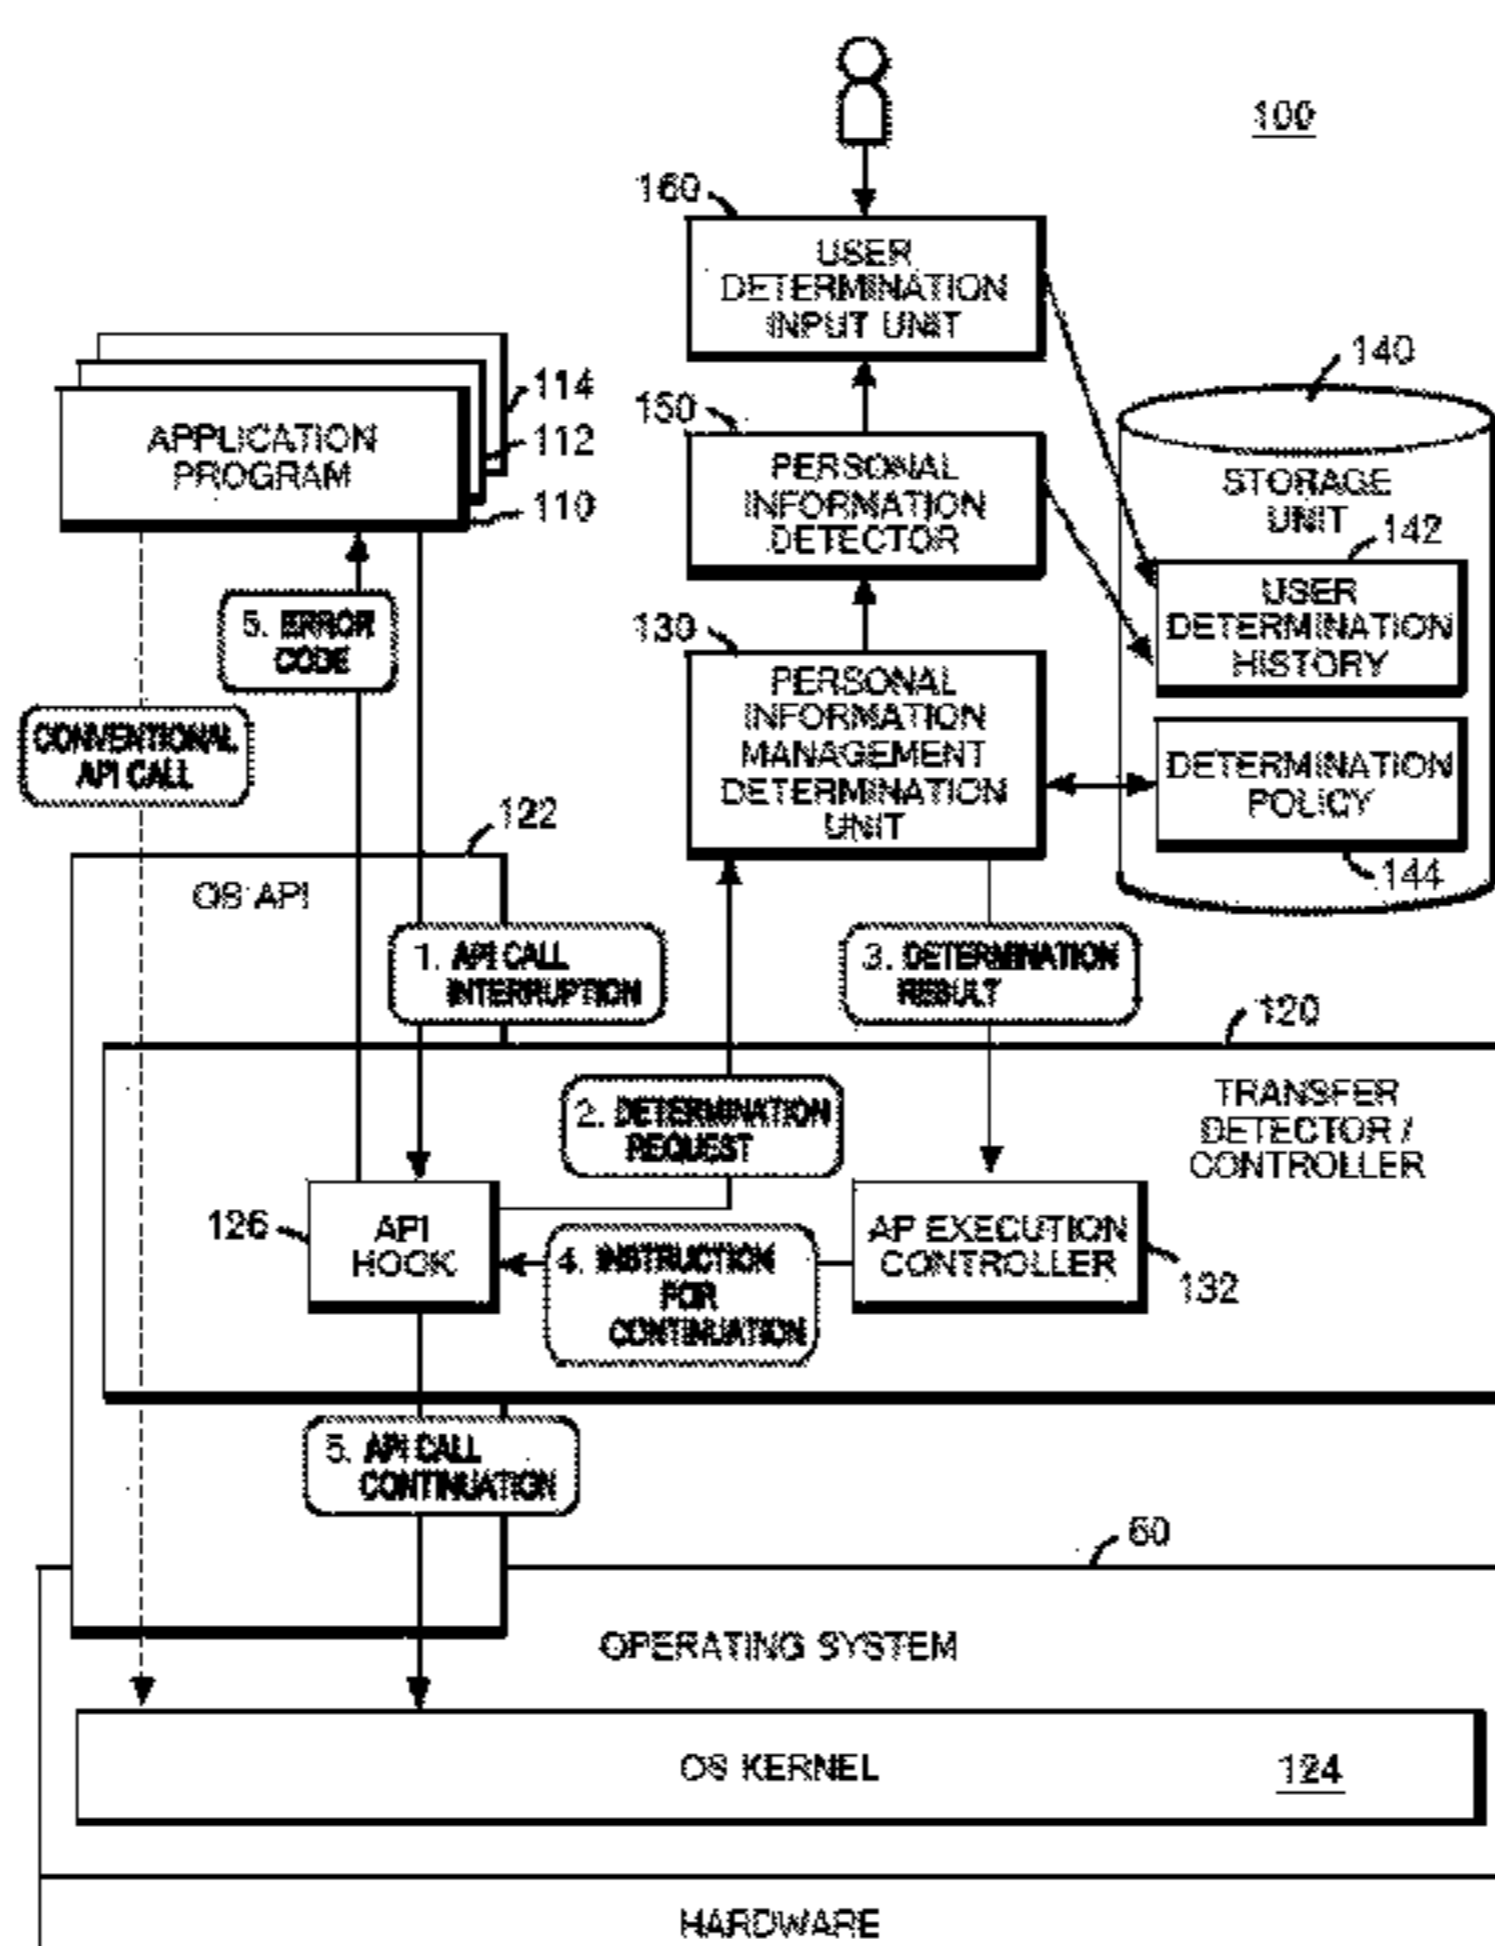 100
160
USER
DETERMINATION
INPUT UNIT
140
114
150
APPLICATION
PROGRAM
112
PERSONAL
INFORMATION
DETECTOR
STORAGE
UNIT
110
142
USER
DETERMINATION
HISTORY
5. ERROR
CODE
130
PERSONAL
INFORMATION
MANAGEMENT
DETERMINATION
UNIT
CONVENTIONAL
API CALL
DETERMINATION
POLICY
122
144
OS API
1. API CALL
INTERRUPTION
3. DETERMINATION
RESULT
120
TRANSFER
DETECTOR /
CONTROLLER
2. DETERMINATION
REQUEST
126
API
HOOK
4. INSTRUCTION
FOR
CONTINUATION
AP EXECUTION
CONTROLLER
132
5. API CALL
CONTINUATION
60
OPERATING SYSTEM
OS KERNEL
124
HARDWARE